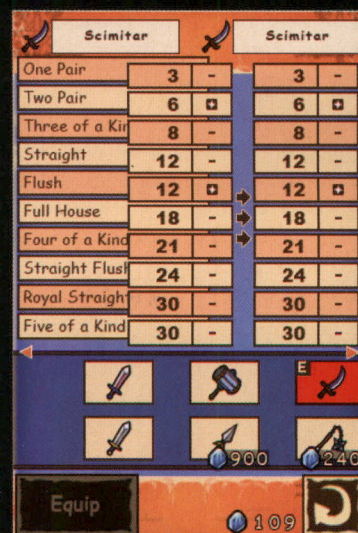 Scimitar Scimitar
One Pair 3 - 3 -
Two Pair 6 + 6 +
Three of a Kin 8 - 8 -
Straight 12 - 12 -
Flush 12 + 12 +
Full House 18 - 18 -
Four of a Kind 21 - 21 -
Straight Flush 24 - 24 -
Royal Straight 30 - 30 -
Five of a Kind 30 - 30 -
E
900 240
Equip 109